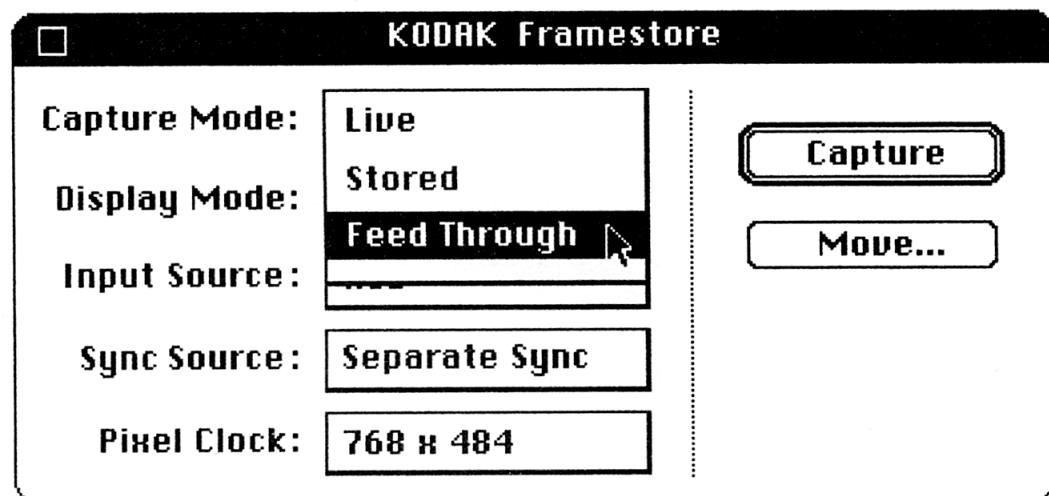 KODAK Framestore
Capture Mode:
Live
Stored
Display Mode:
Feed Through
Input Source:
Sync Source:
Separate Sync
Pixel Clock:
768 x 484
Capture
Move...